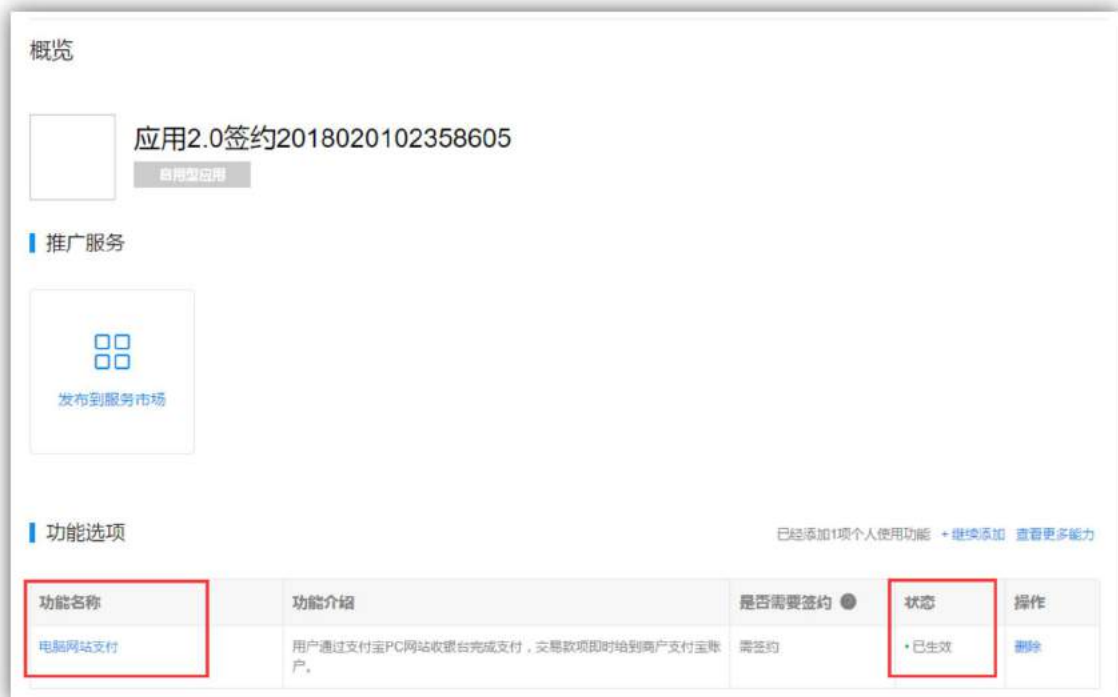 概览
应用2.0签约2018020102358605
自用型应用
推广服务
发布到服务市场
功能选项
已经添加1项个人使用功能 +继续添加 查看更多能力
功能名称 功能介绍 是否需要签约 状态 操作
电脑网站支付 用户通过支付宝PC网站收银台完成支付，交易款项即时给到商户支付宝账 需签约 •已生效 删除
户。